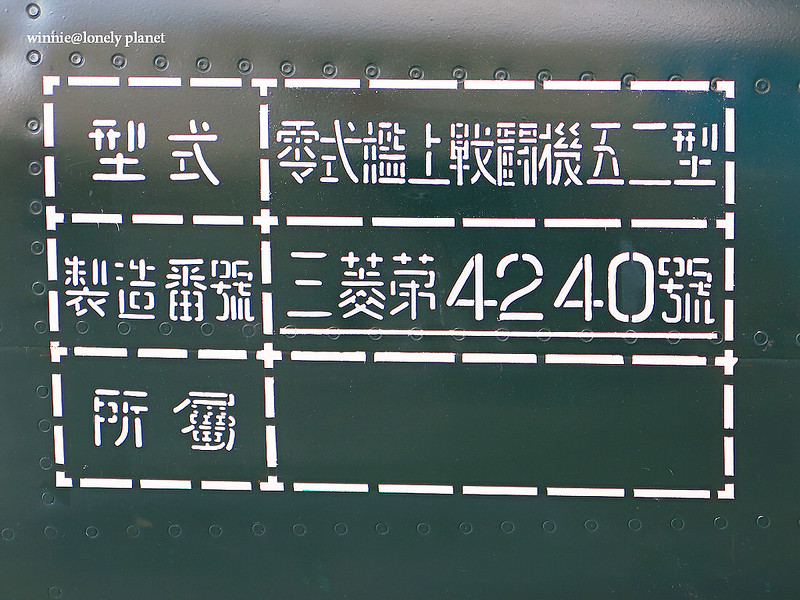 winnie@lonely planet
型式 零式艦上戦闘機五二型
製造番號 三菱第4240號
所屬